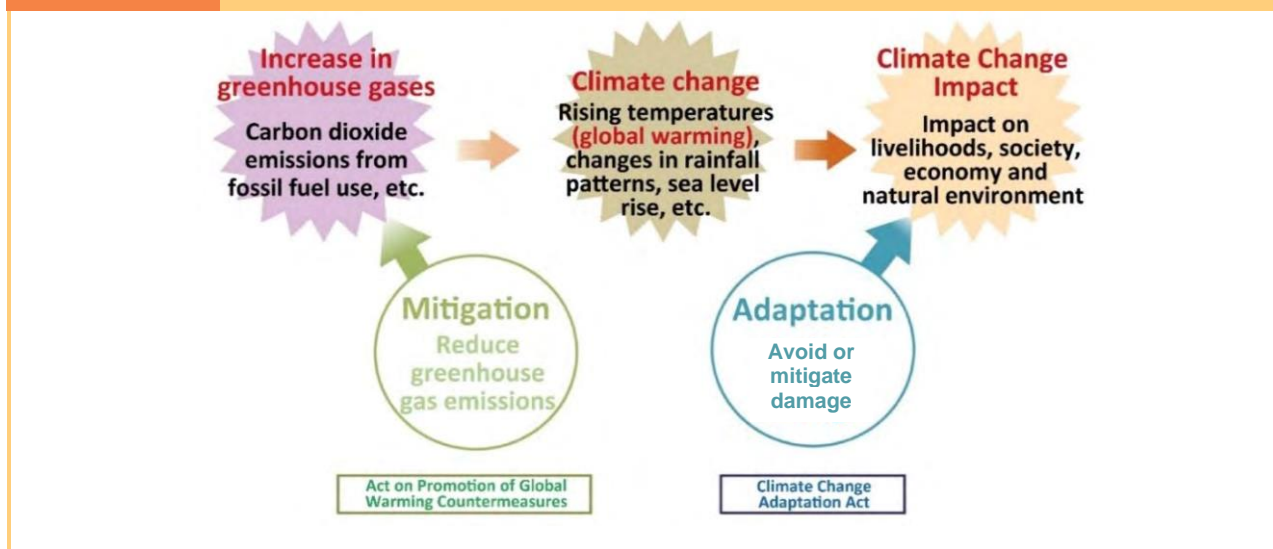 Increase in
greenhouse gases
Carbon dioxide
emissions from
fossil fuel use, etc.
Climate change
Rising temperatures
(global warming),
changes in rainfall
patterns, sea level
rise, etc.
Climate Change
Impact
Impact on
livelihoods, society,
economy and
natural environment
Mitigation
Reduce
greenhouse
gas emissions
Adaptation
Avoid or
mitigate
damage
Act on Promotion of Global
Warming Countermeasures
Climate Change
Adaptation Act